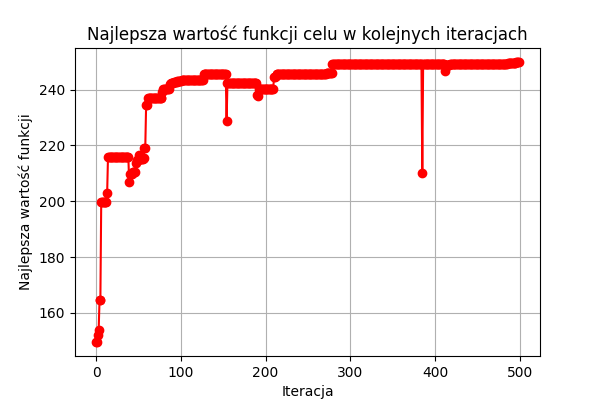 Najlepsza wartość funkcji celu w kolejnych iteracjach
Najlepsza wartość funkcji
240
220
200
180
160
0 100 200 300 400 500
Iteracja